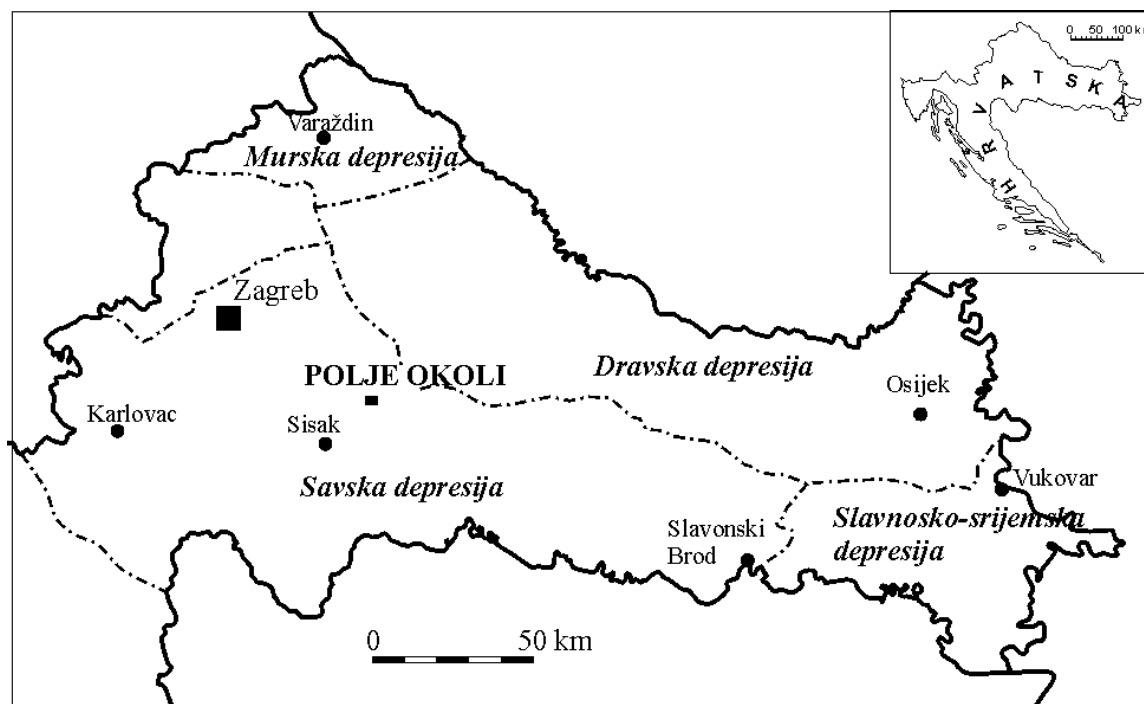 0 100 km
H R V A T S K A
Varaždin
Murska depresija
Zagreb
POLJE OKOLI
Dravska depresija
Osijek
Karlovac
Sisak
Savska depresija
Vukovar
Slavonski
Brod
Slavnosko-srijemska
depresija
0 50 km